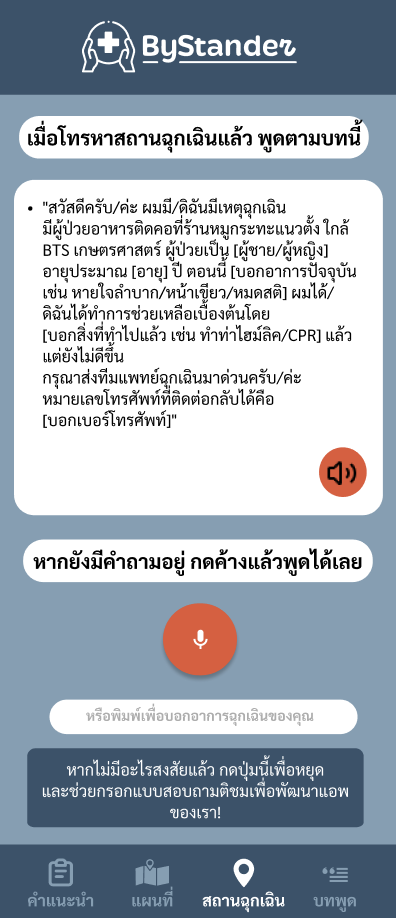 ByStander
เมื่อโทรหาสถานฉุกเฉินแล้ว พูดตามบทนี้
• "สวัสดีครับ/ค่ะ ผมมี/ดิฉันมีเหตุฉุกเฉิน
มีผู้ป่วยอาหารติดคอที่ร้านหมูกระทะแนวตั้ง ใกล้
BTS เกษตรศาสตร์ ผู้ป่วยเป็น [ผู้ชาย/ผู้หญิง]
อายุประมาณ [อายุ] ปี ตอนนี้ [บอกอาการปัจจุบัน
เช่น หายใจลำบาก/หน้าเขียว/หมดสติ] ผมได้/
ดิฉันได้ทำการช่วยเหลือเบื้องต้นโดย
[บอกสิ่งที่ทำไปแล้ว เช่น ทำท่าไฮม์ลิค/CPR] แล้ว
แต่ยังไม่ดีขึ้น
กรุณาส่งทีมแพทย์ฉุกเฉินมาด่วนครับ/ค่ะ
หมายเลขโทรศัพท์ที่ติดต่อกลับได้คือ
[บอกเบอร์โทรศัพท์]"
หากยังมีคำถามอยู่ กดค้างแล้วพูดได้เลย
หรือพิมพ์เพื่อบอกอาการฉุกเฉินของคุณ
หากไม่มีอะไรสงสัยแล้ว กดปุ่มนี้เพื่อหยุด
และช่วยกรอกแบบสอบถามติชมเพื่อพัฒนาแอพ
ของเรา!
คำแนะนำ แผนที่ สถานฉุกเฉิน บทพูด